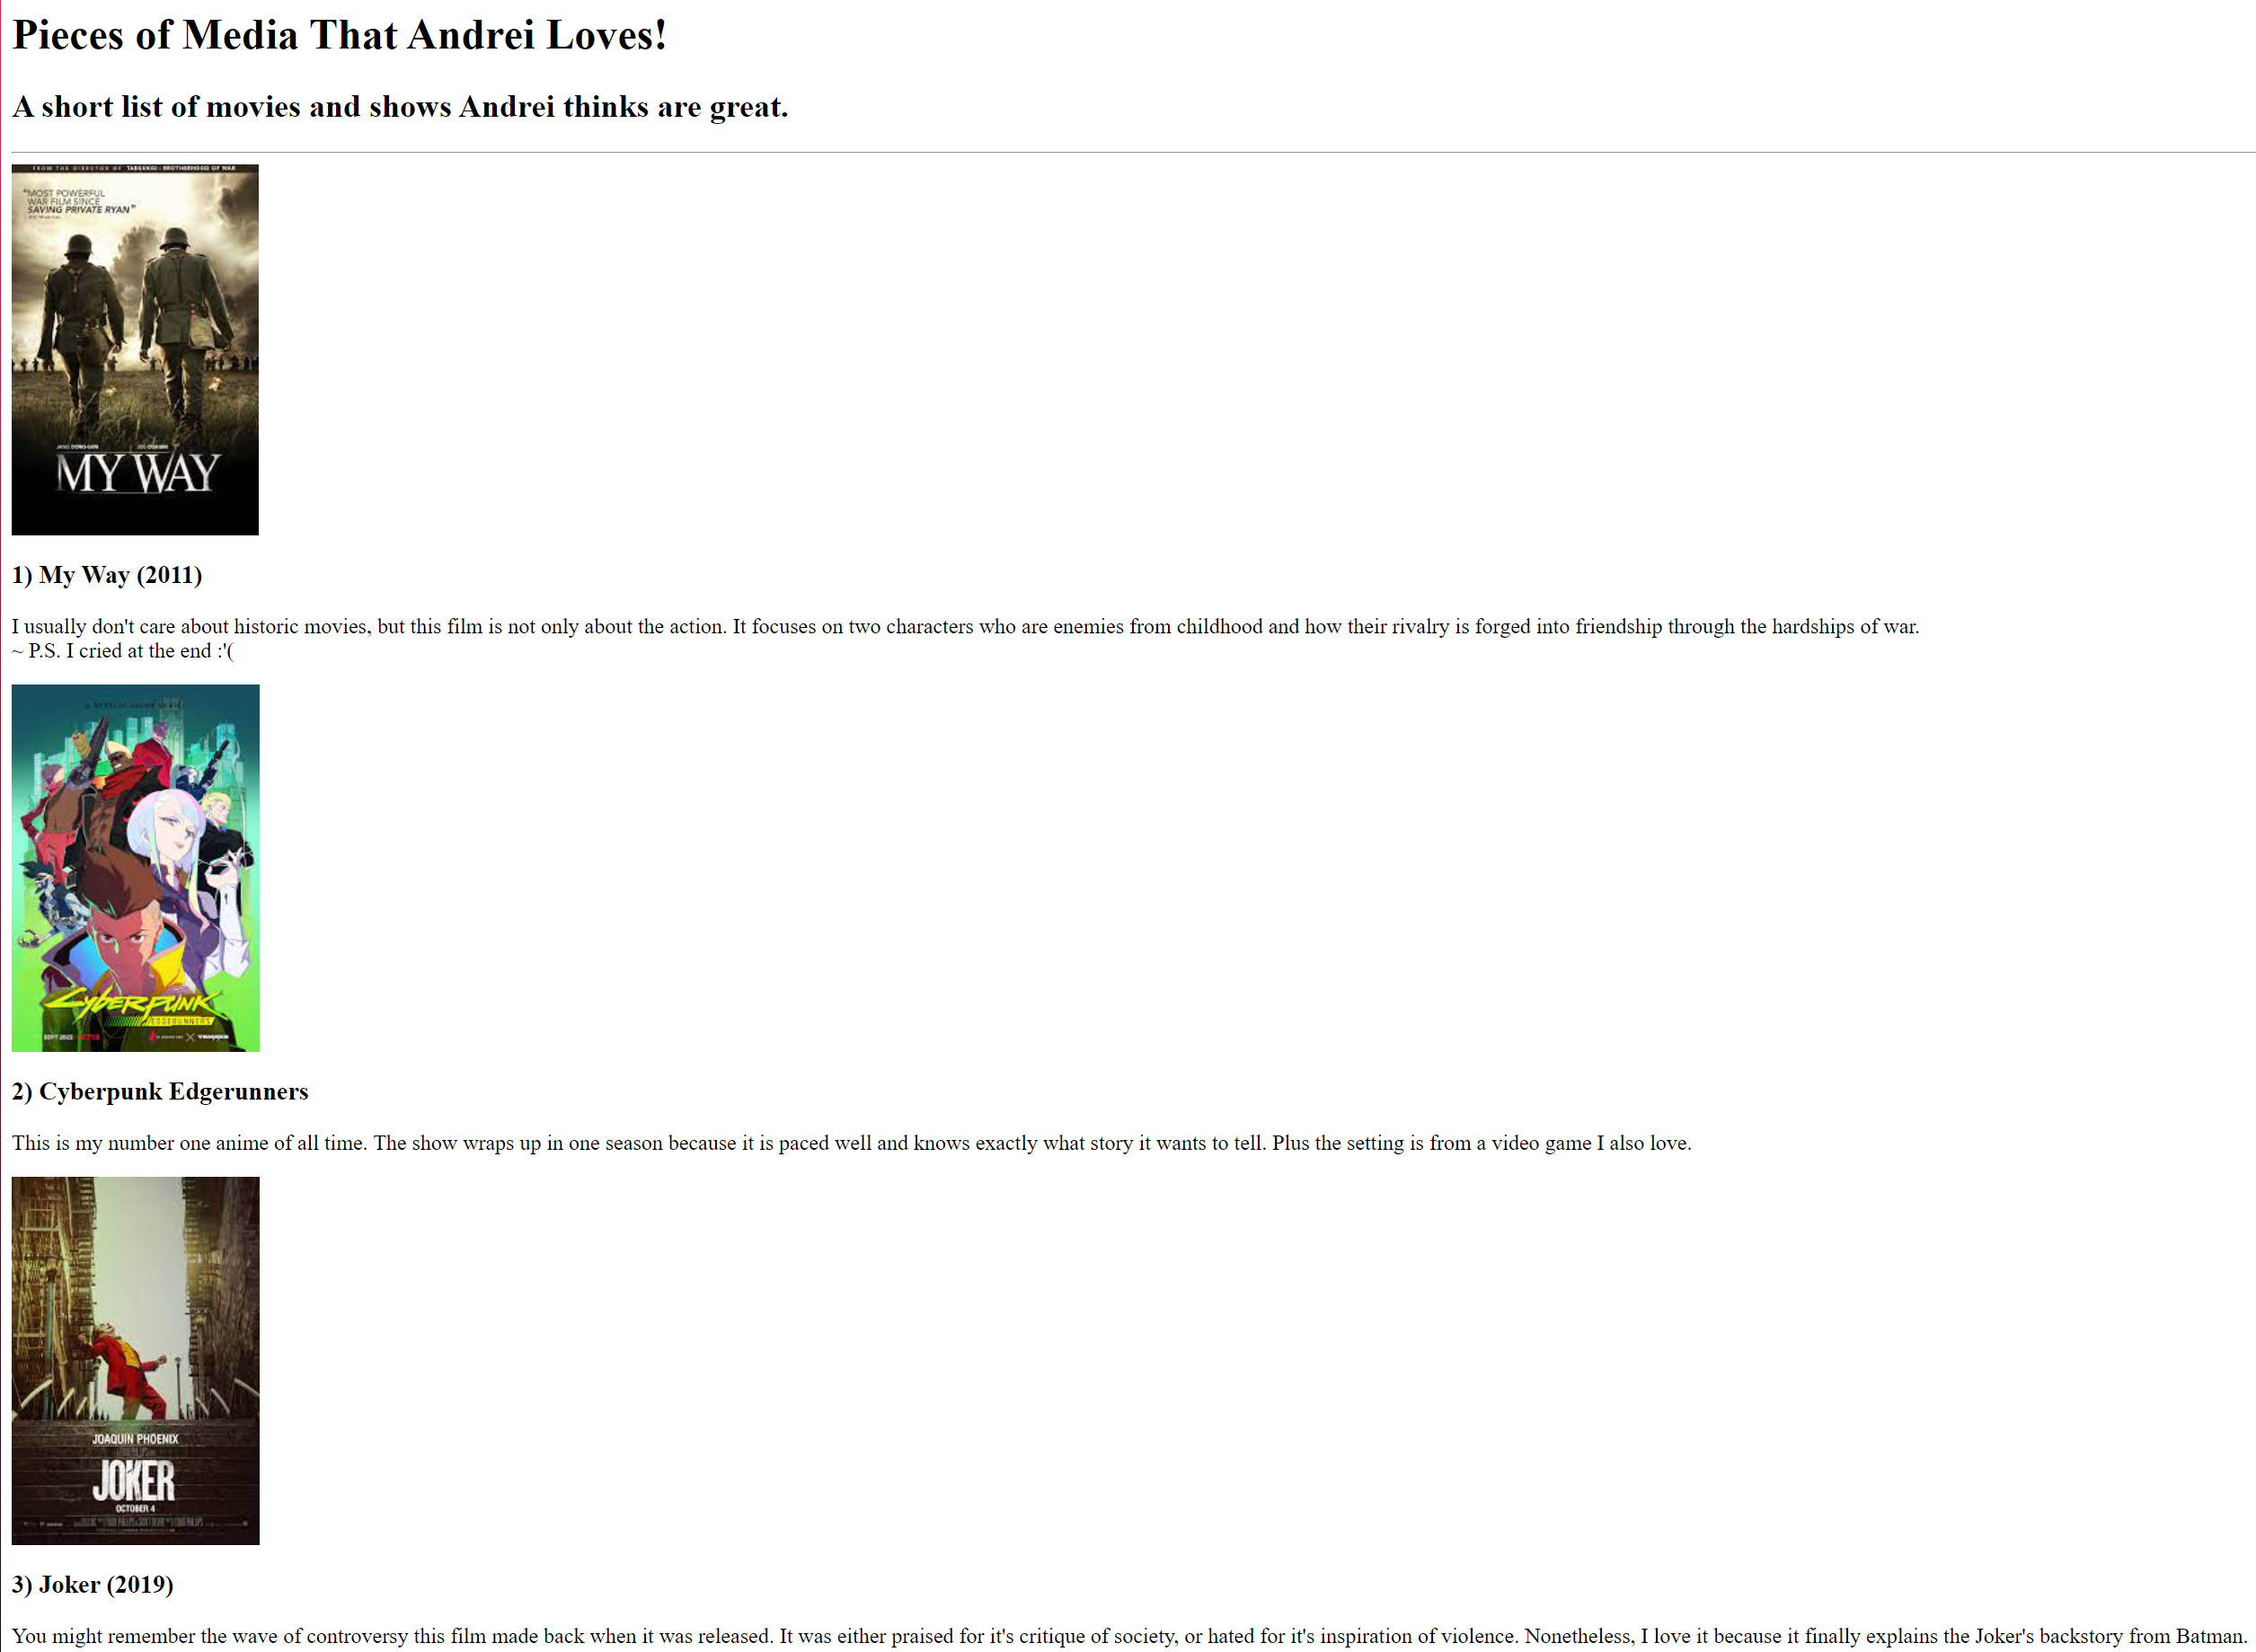 Pieces of Media That Andrei Loves!
A short list of movies and shows Andrei thinks are great.
FROM THE DIRECTOR OF TAEGUKGI: BROTHERHOOD OF WAR
"MOST POWERFUL
WAR FILM SINCE
SAVING PRIVATE RYAN"
JANG DONG-GUN
MY WAY
1) My Way (2011)
I usually don't care about historic movies, but this film is not only about the action. It focuses on two characters who are enemies from childhood and how their rivalry is forged into friendship through the hardships of war.
~ P.S. I cried at the end :'(
A NETFLIX ANIME SERIES
CYBERPUNK
EDGERUNNERS
SEPT 2022 NETFLIX
2) Cyberpunk Edgerunners
This is my number one anime of all time. The show wraps up in one season because it is paced well and knows exactly what story it wants to tell. Plus the setting is from a video game I also love.
JOAQUIN PHOENIX
JOKER
OCTOBER 4
3) Joker (2019)
You might remember the wave of controversy this film made back when it was released. It was either praised for it's critique of society, or hated for it's inspiration of violence. Nonetheless, I love it because it finally explains the Joker's backstory from Batman.